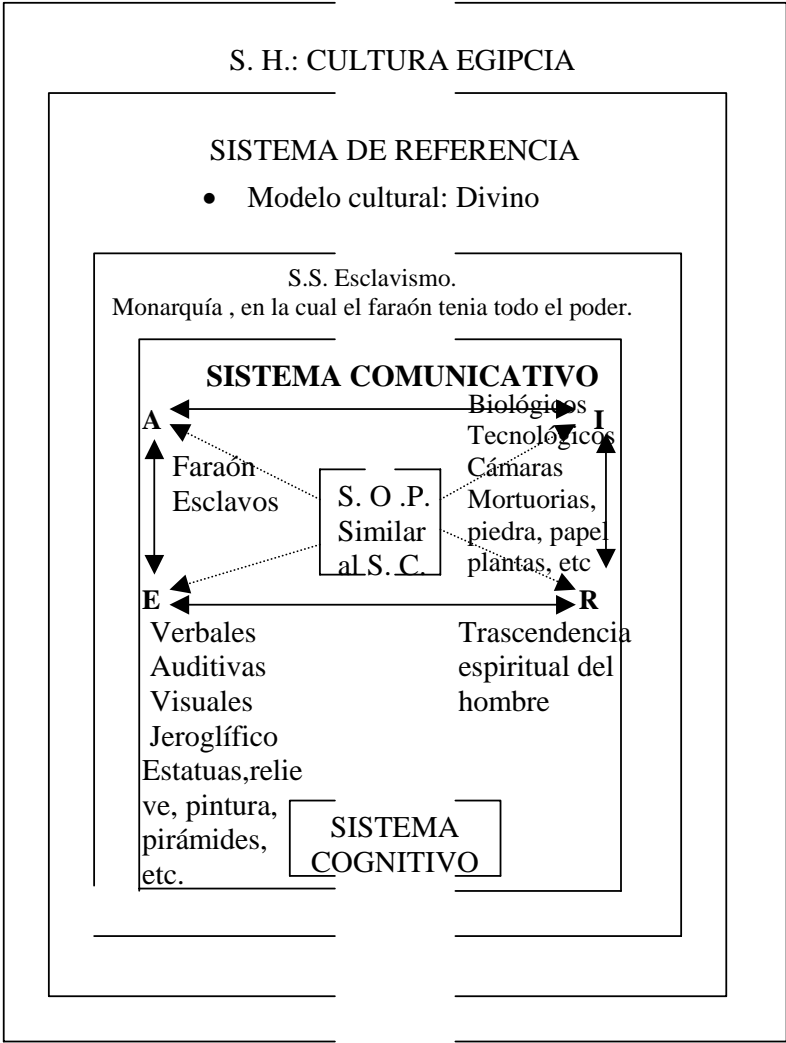 S. H.: CULTURA EGIPCIA
SISTEMA DE REFERENCIA
• Modelo cultural: Divino
S.S. Esclavismo.
Monarquía , en la cual el faraón tenia todo el poder.
SISTEMA COMUNICATIVO
A
Faraón
Esclavos
I
Biológicos
Tecnológicos
Cámaras
Mortuorias,
piedra, papel
plantas, etc
S. O .P.
Similar
al S. C.
E
Verbales
Auditivas
Visuales
Jeroglífico
Estatuas,relie
ve, pintura,
pirámides,
etc.
R
Trascendencia
espiritual del
hombre
SISTEMA
COGNITIVO